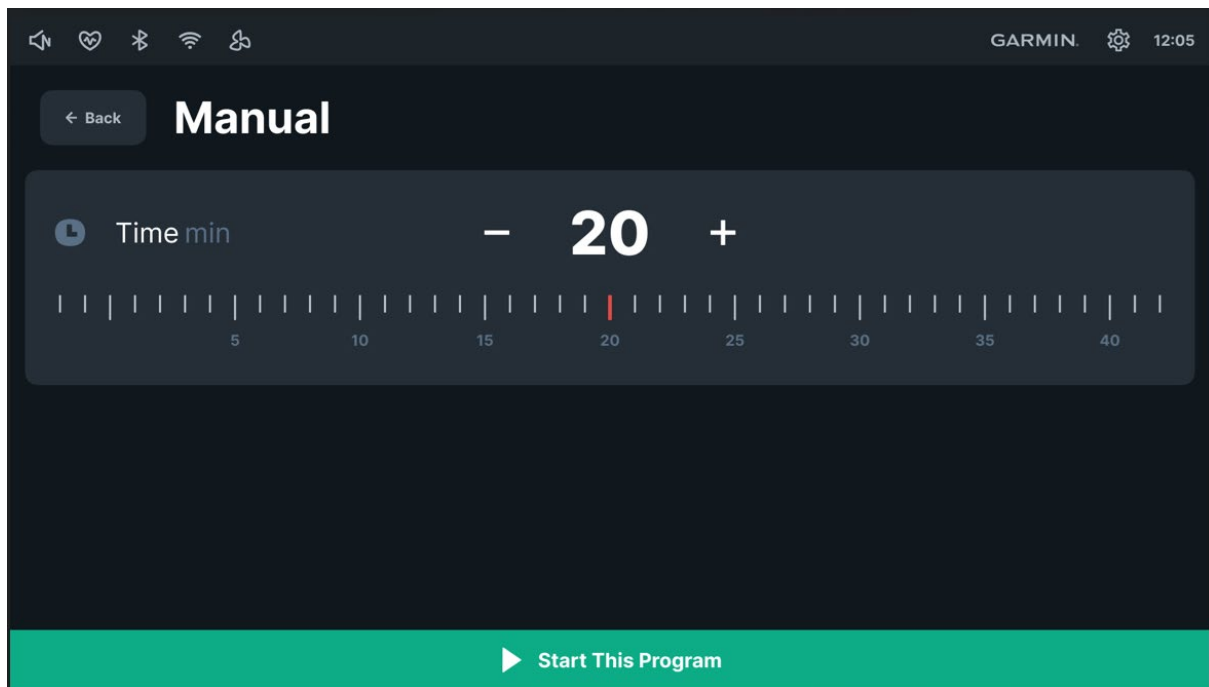 GARMIN. 12:05
← Back Manual
Time min − 20 +
5 10 15 20 25 30 35 40
Start This Program